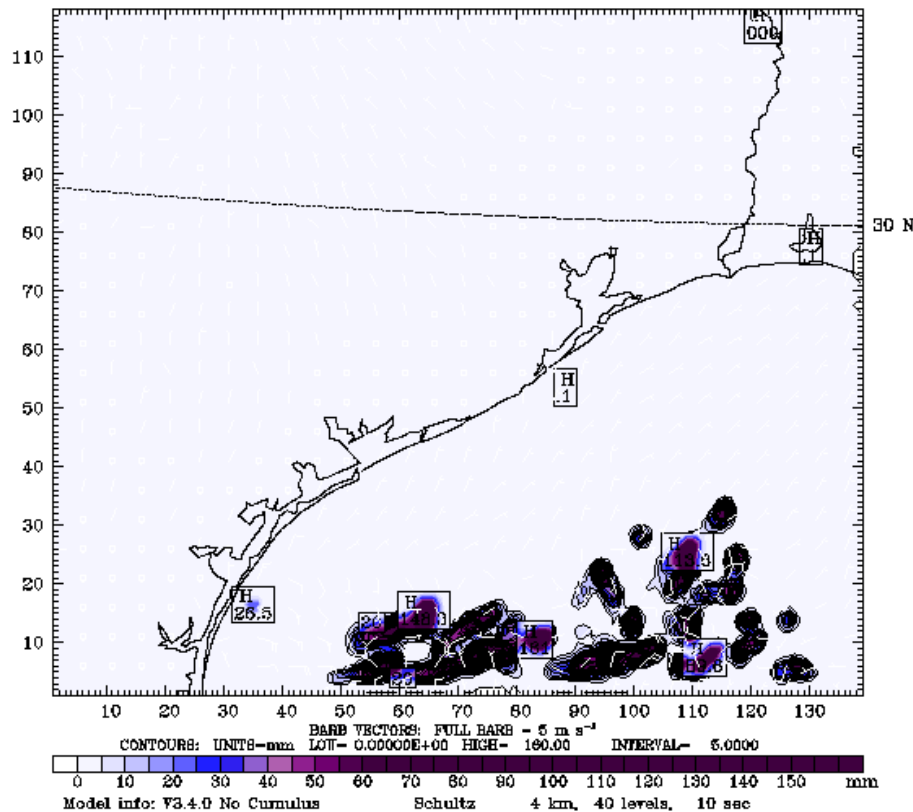 H
000
110
100
90
80
70
60
50
40
30
20
10
30 N
H
1
H
.1
H
H
26.5
H
148.3
H
10 20 30 40 50 60 70 80 90 100 110 120 130
BARB VECTORS: FULL BARB = 5 m s⁻¹
CONTOURS: UNITS=mm LOW= 0.00000E+00 HIGH= 160.00 INTERVAL= 5.0000
0 10 20 30 40 50 60 70 80 90 100 110 120 130 140 150 mm
Model info: V3.4.0 No Cumulus Schultz 4 km, 40 levels, 10 sec